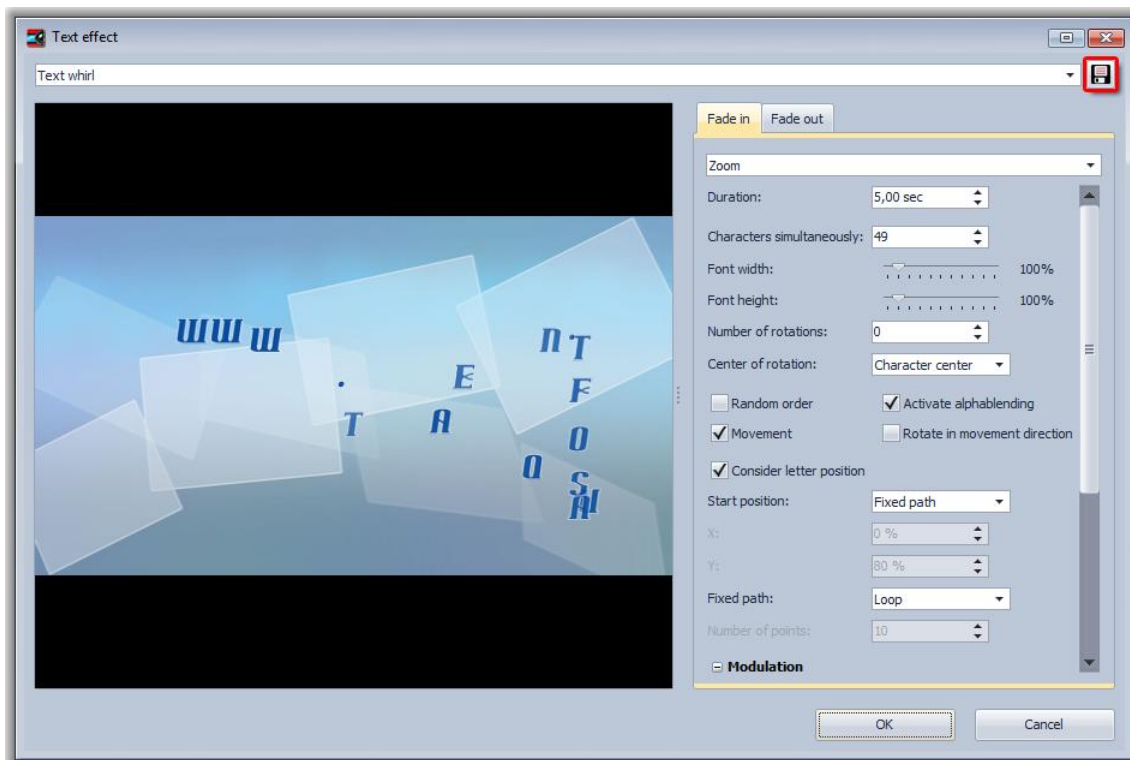 Text effect
Text whirl
Fade in Fade out
Zoom
Duration: 5,00 sec
Characters simultaneously: 49
Font width: 100%
Font height: 100%
Number of rotations: 0
Center of rotation: Character center
Random order Activate alphablending
Movement Rotate in movement direction
Consider letter position
Start position: Fixed path
X: 0 %
Y: 80 %
Fixed path: Loop
Number of points: 10
Modulation
OK Cancel
WWW
.
T A E